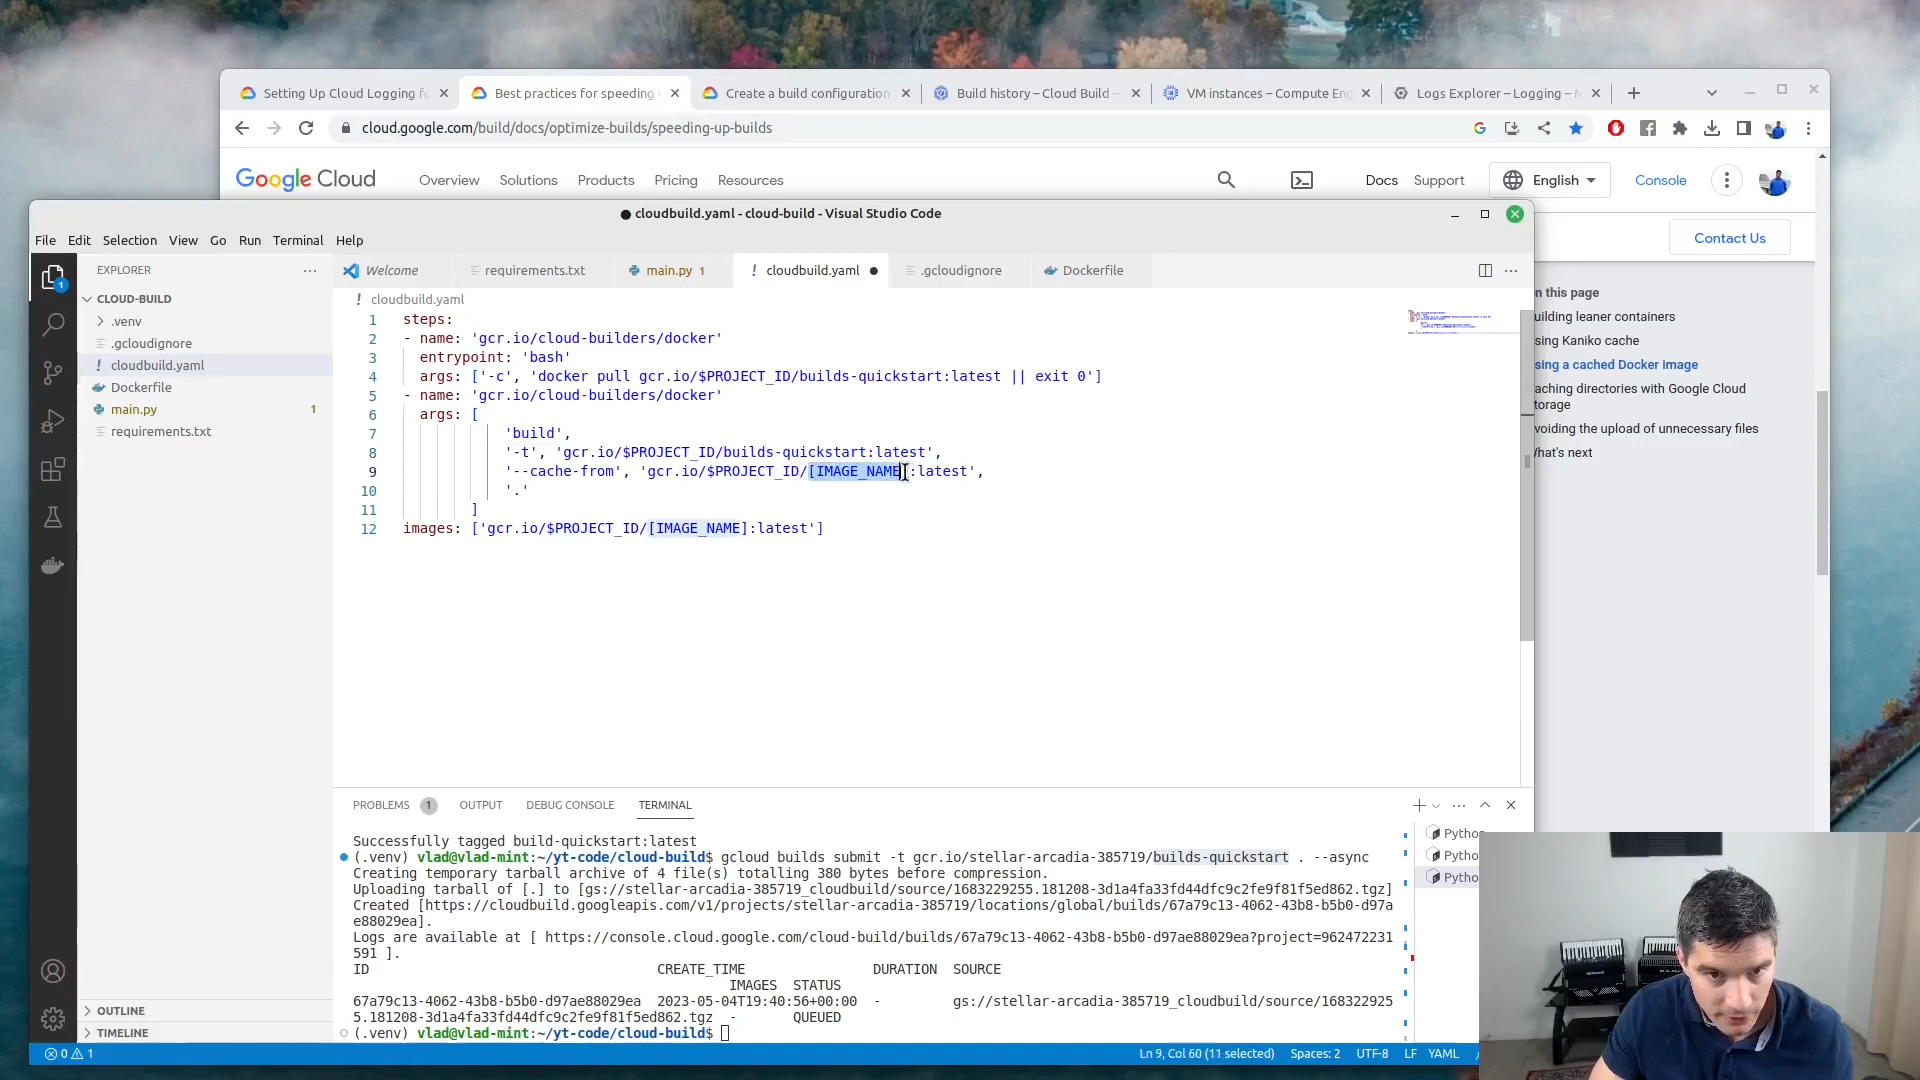 Setting Up Cloud Logging fo
Best practices for speeding
Create a build configuration
Build history – Cloud Build –
VM instances – Compute Eng
Logs Explorer – Logging –
cloud.google.com/build/docs/optimize-builds/speeding-up-builds
Google Cloud
Overview
Solutions
Products
Pricing
Resources
Docs
Support
English
Console
Contact Us
n this page
uilding leaner containers
sing Kaniko cache
sing a cached Docker image
aching directories with Google Cloud
torage
voiding the upload of unnecessary files
hat's next
● cloudbuild.yaml - cloud-build - Visual Studio Code
File Edit Selection View Go Run Terminal Help
EXPLORER
CLOUD-BUILD
.venv
.gcloudignore
! cloudbuild.yaml
Dockerfile
main.py 1
requirements.txt
OUTLINE
TIMELINE
1
Welcome
requirements.txt
main.py 1
! cloudbuild.yaml ●
.gcloudignore
Dockerfile
! cloudbuild.yaml
1 steps:
2 - name: 'gcr.io/cloud-builders/docker'
3 entrypoint: 'bash'
4 args: ['-c', 'docker pull gcr.io/$PROJECT_ID/builds-quickstart:latest || exit 0']
5 - name: 'gcr.io/cloud-builders/docker'
6 args: [
7 'build',
8 '-t', 'gcr.io/$PROJECT_ID/builds-quickstart:latest',
9 '--cache-from', 'gcr.io/$PROJECT_ID/[IMAGE_NAME]:latest',
10 '.'
11 ]
12 images: ['gcr.io/$PROJECT_ID/[IMAGE_NAME]:latest']
PROBLEMS 1 OUTPUT DEBUG CONSOLE TERMINAL
Successfully tagged build-quickstart:latest
(.venv) vlad@vlad-mint:~/yt-code/cloud-build$ gcloud builds submit -t gcr.io/stellar-arcadia-385719/builds-quickstart . --async
Creating temporary tarball archive of 4 file(s) totalling 380 bytes before compression.
Uploading tarball of [.] to [gs://stellar-arcadia-385719_cloudbuild/source/1683229255.181208-3d1a4fa33fd44dfc9c2fe9f81f5ed862.tgz]
Created [https://cloudbuild.googleapis.com/v1/projects/stellar-arcadia-385719/locations/global/builds/67a79c13-4062-43b8-b5b0-d97a
e88029ea].
Logs are available at [ https://console.cloud.google.com/cloud-build/builds/67a79c13-4062-43b8-b5b0-d97ae88029ea?project=962472231
591 ].
ID CREATE_TIME DURATION SOURCE
IMAGES STATUS
67a79c13-4062-43b8-b5b0-d97ae88029ea 2023-05-04T19:40:56+00:00 - gs://stellar-arcadia-385719_cloudbuild/source/168322925
5.181208-3d1a4fa33fd44dfc9c2fe9f81f5ed862.tgz - QUEUED
(.venv) vlad@vlad-mint:~/yt-code/cloud-build$
Pytho
Pytho
Pytho
0 1
Ln 9, Col 60 (11 selected)
Spaces: 2
UTF-8
LF
YAML